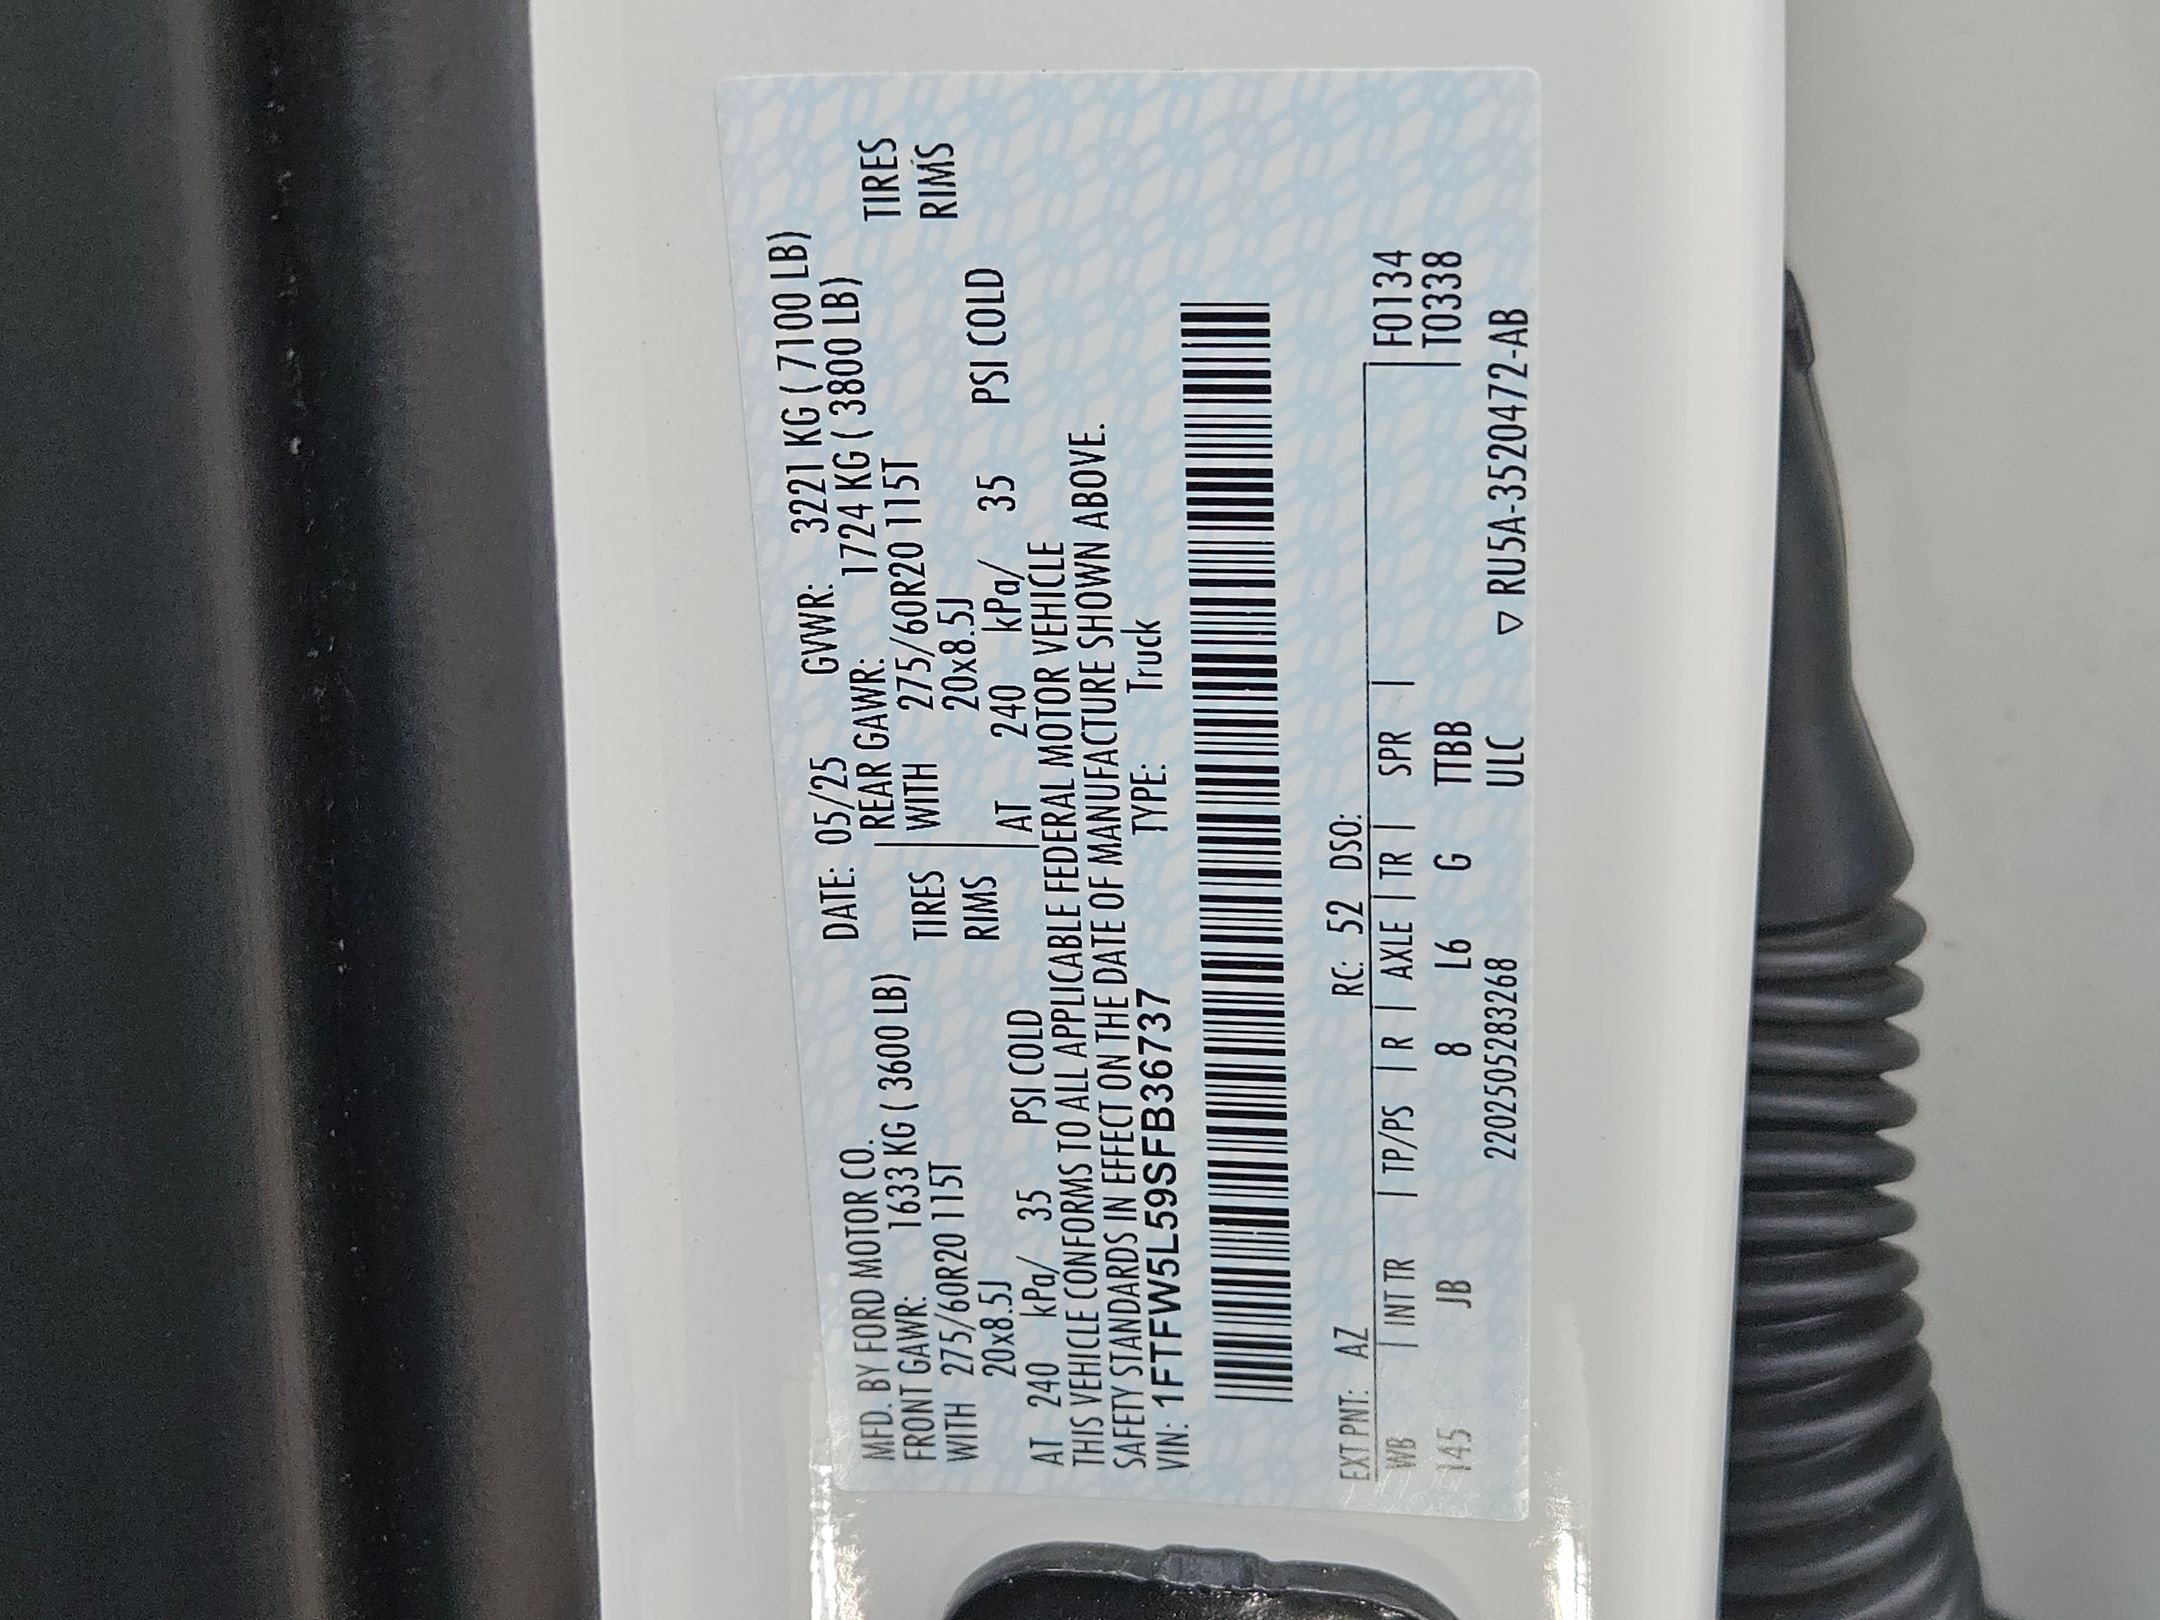 MFD. BY FORD MOTOR CO. DATE: 05/25 GVWR: 3221 KG ( 7100 LB)
FRONT GAWR: 1633 KG ( 3600 LB) REAR GAWR: 1724 KG ( 3800 LB)
WITH 275/60R20 115T TIRES WITH 275/60R20 115T TIRES
20x8.5J RIMS 20x8.5J RIMS
AT 240 kPa/ 35 PSI COLD AT 240 kPa/ 35 PSI COLD
THIS VEHICLE CONFORMS TO ALL APPLICABLE FEDERAL MOTOR VEHICLE
SAFETY STANDARDS IN EFFECT ON THE DATE OF MANUFACTURE SHOWN ABOVE.
VIN: 1FTFW5L59SFB36737 TYPE: Truck
EXT PNT: AZ RC: 52 DSO:
WB | INT TR | TP/PS | R | AXLE | TR | SPR | F0134
145 JB 8 L6 G TTBB T0338
2202505283268 ULC ▽ RU5A-3520472-AB